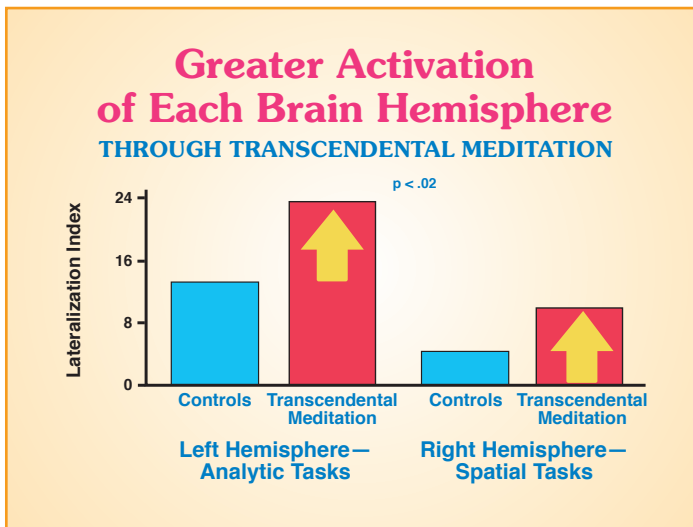 Greater Activation
of Each Brain Hemisphere
THROUGH TRANSCENDENTAL MEDITATION
p < .02
Lateralization Index
24
16
8
0
Controls
Transcendental
Meditation
Controls
Transcendental
Meditation
Left Hemisphere—
Analytic Tasks
Right Hemisphere—
Spatial Tasks